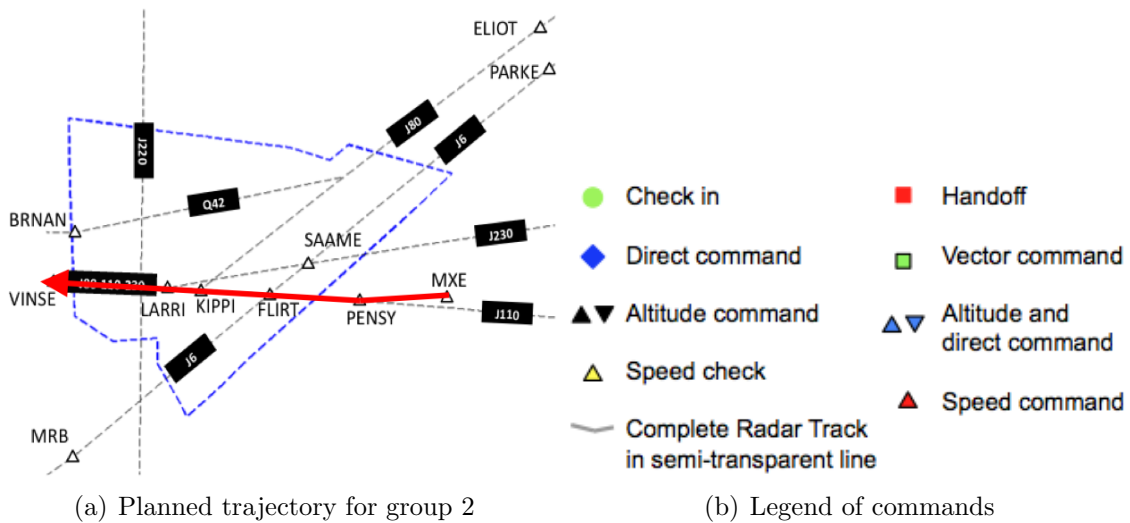 ELIOT
PARKE
J80
J6
J220
Q42
BRNAN
SAAME
J230
MXE
VINSE
LARRI
KIPPI
FLIRT
PENSY
J110
J6
MRB
(a) Planned trajectory for group 2
Check in
Handoff
Direct command
Vector command
Altitude command
Altitude and
direct command
Speed check
Speed command
Complete Radar Track
in semi-transparent line
(b) Legend of commands